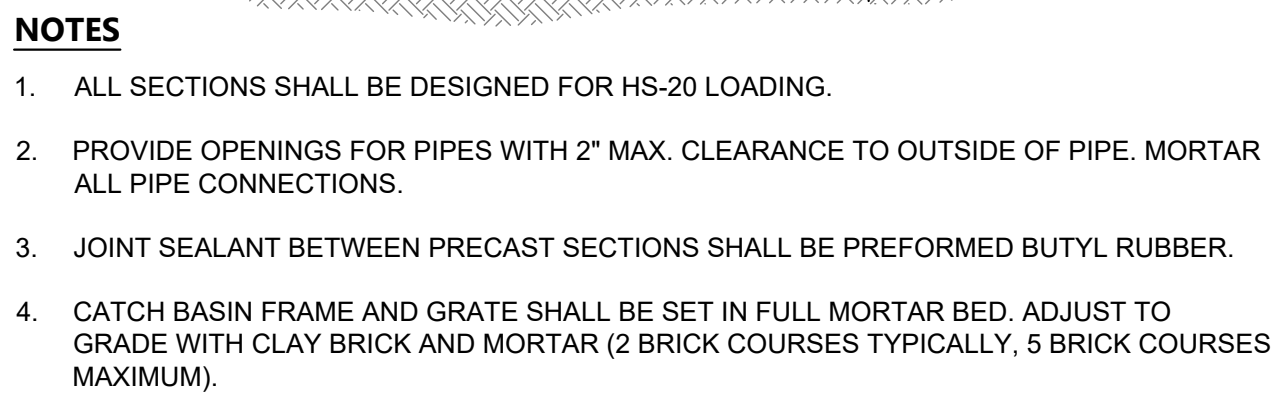 NOTES
1. ALL SECTIONS SHALL BE DESIGNED FOR HS-20 LOADING.
2. PROVIDE OPENINGS FOR PIPES WITH 2" MAX. CLEARANCE TO OUTSIDE OF PIPE. MORTAR
ALL PIPE CONNECTIONS.
3. JOINT SEALANT BETWEEN PRECAST SECTIONS SHALL BE PREFORMED BUTYL RUBBER.
4. CATCH BASIN FRAME AND GRATE SHALL BE SET IN FULL MORTAR BED. ADJUST TO
GRADE WITH CLAY BRICK AND MORTAR (2 BRICK COURSES TYPICALLY, 5 BRICK COURSES
MAXIMUM).